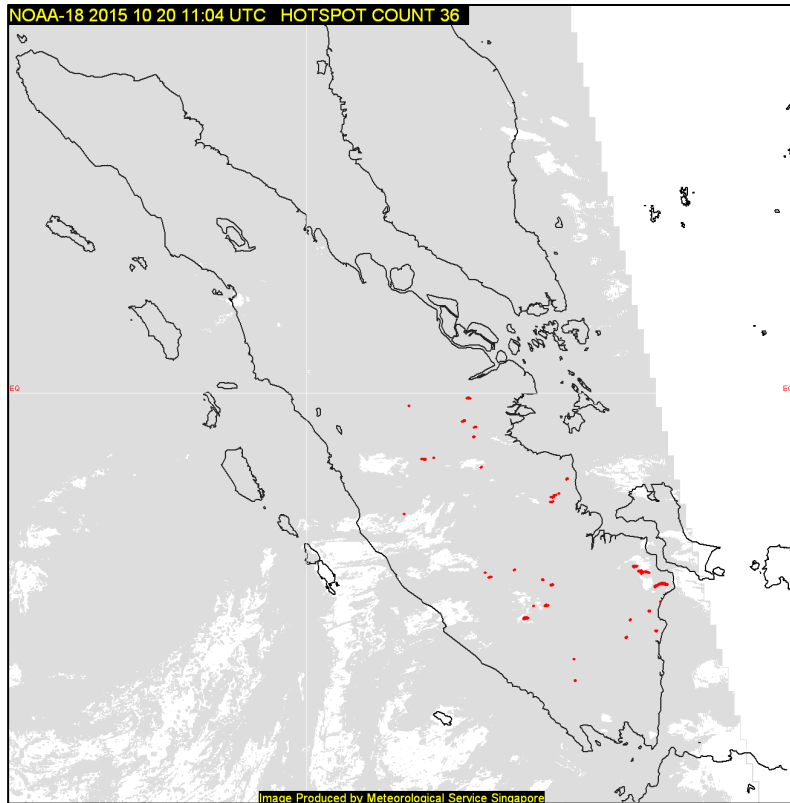 NOAA-18 2015 10 20 11:04 UTC   HOTSPOT COUNT 36
EQ
EQ
Image Produced by Meteorological Service Singapore